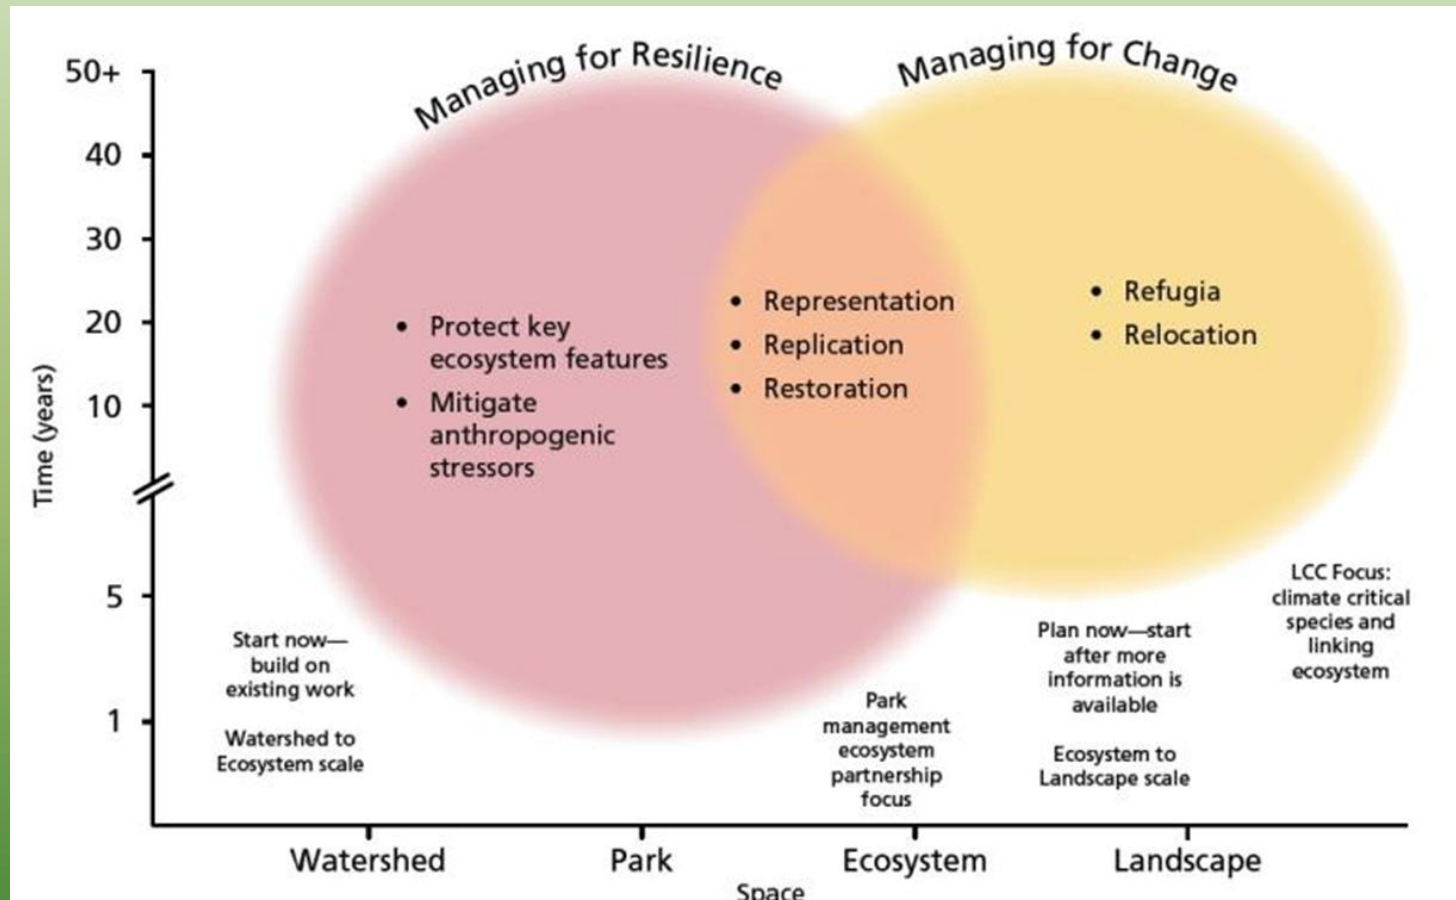 Managing for Resilience
Managing for Change
50+
40
30
20
10
5
1
Time (years)
• Protect key
ecosystem features
• Mitigate
anthropogenic
stressors
• Representation
• Replication
• Restoration
• Refugia
• Relocation
Start now—
build on
existing work
Watershed to
Ecosystem scale
Park
management
ecosystem
partnership
focus
Plan now—start
after more
information is
available
Ecosystem to
Landscape scale
LCC Focus:
climate critical
species and
linking
ecosystem
Watershed
Park
Ecosystem
Landscape
Space